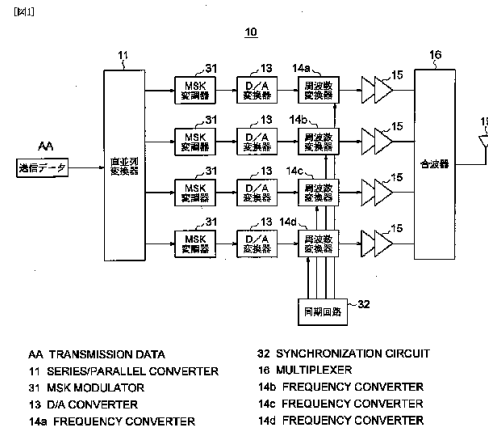 [図1]
10
11
31
13
14a
15
16
MSK
変調器
D/A
変換器
周波数
変換器
31
13
14b
15
AA
送信データ
直並列
変換器
MSK
変調器
D/A
変換器
周波数
変換器
合波器
31
13
14c
15
MSK
変調器
D/A
変換器
周波数
変換器
31
13
14d
15
MSK
変調器
D/A
変換器
周波数
変換器
同期回路
32
AA TRANSMISSION DATA
11 SERIES/PARALLEL CONVERTER
31 MSK MODULATOR
13 D/A CONVERTER
14a FREQUENCY CONVERTER
32 SYNCHRONIZATION CIRCUIT
16 MULTIPLEXER
14b FREQUENCY CONVERTER
14c FREQUENCY CONVERTER
14d FREQUENCY CONVERTER